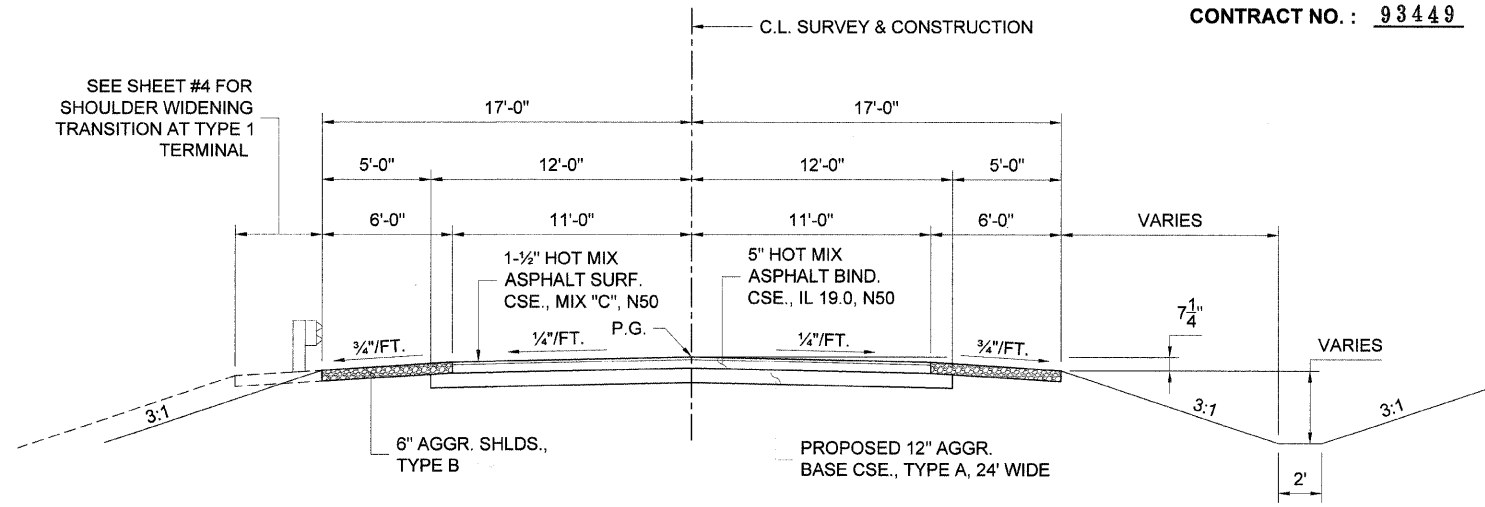 C.L. SURVEY & CONSTRUCTION
CONTRACT NO. : 93449
SEE SHEET #4 FOR
SHOULDER WIDENING
TRANSITION AT TYPE 1
TERMINAL
17'-0" 17'-0"
5'-0" 12'-0" 12'-0" 5'-0"
6'-0" 11'-0" 11'-0" 6'-0" VARIES
1-½" HOT MIX
ASPHALT SURF.
CSE., MIX "C", N50
5" HOT MIX
ASPHALT BIND.
CSE., IL 19.0, N50
P.G.
¾"/FT. ¼"/FT. ¼"/FT. ¾"/FT.
7¼"
VARIES
3:1 3:1 3:1
6" AGGR. SHLDS.,
TYPE B
PROPOSED 12" AGGR.
BASE CSE., TYPE A, 24' WIDE
2'